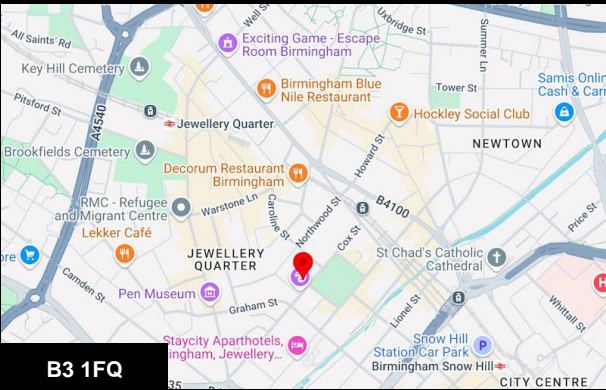 All Saints' Rd
Well St
Uxbridge St
Summer Ln
Exciting Game - Escape
Room Birmingham
Key Hill Cemetery
Samis Onlin
Cash & Carr
Pitsford St
Birmingham Blue
Nile Restaurant
Tower St
Hockley Social Club
A4540
Jewellery Quarter
NEWTOWN
Brookfields Cemetery
Howard St
Decorum Restaurant
Birmingham
B4100
RMC - Refugee
and Migrant Centre
Warstone Ln
Caroline St
Northwood St
Cox St
Price St
Lekker Café
ore
JEWELLERY
QUARTER
St Chad's Catholic
Cathedral
Camden St
Pen Museum
Graham St
Lionel St
Whittall St
H
Staycity Aparthotels,
ingham, Jewellery...
Snow Hill
Station Car Park
P
Birmingham Snow Hill
B3 1FQ
35
CITY CENTRE